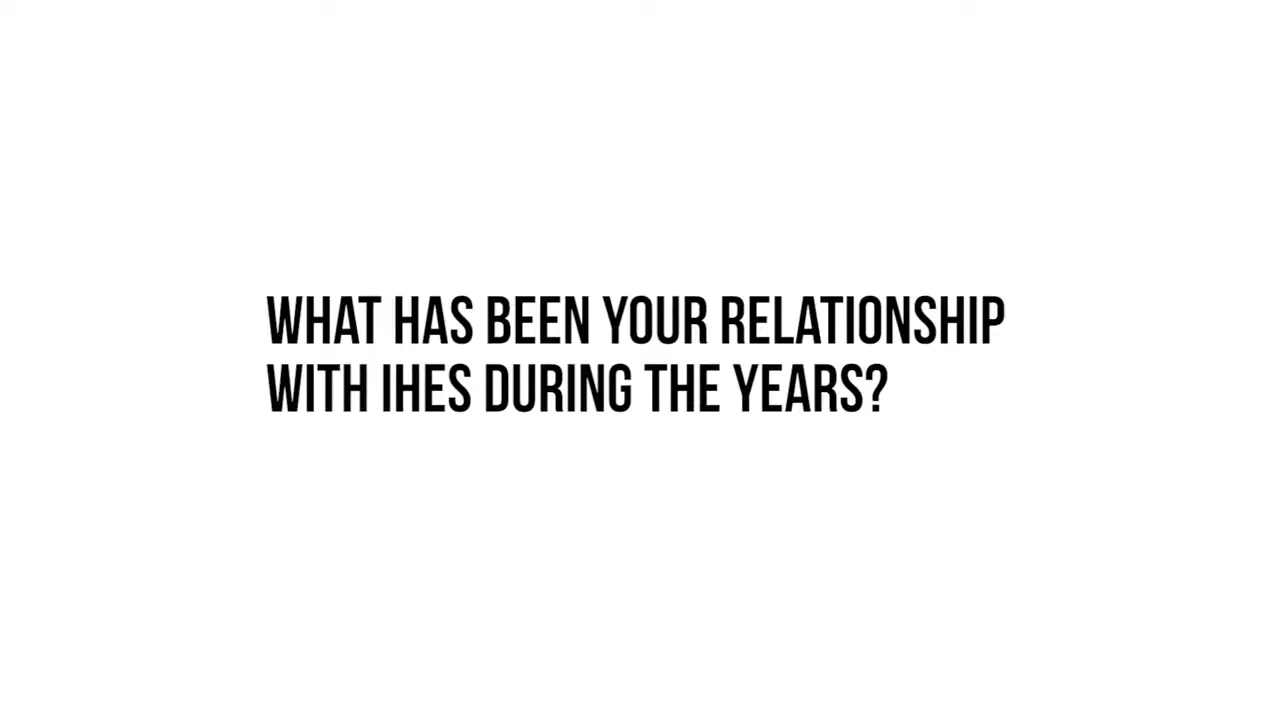 WHAT HAS BEEN YOUR RELATIONSHIP
WITH IHES DURING THE YEARS?